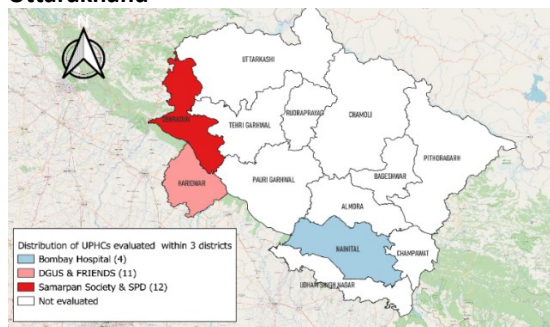 Uttarakhand
N
UTTARKASHI
DEHRADUN
TEHRI GARHWAL
RUDRAPRAYAG
CHAMOLI
PITHORAGARH
HARIDWAR
PAURI GARHWAL
BAGESHWAR
ALMORA
NAINITAL
CHAMPAWAT
UDHAM SINGH NAGAR
Distribution of UPHCs evaluated within 3 districts
Bombay Hospital (4)
DGUS & FRIENDS (11)
Samarpan Society & SPD (12)
Not evaluated